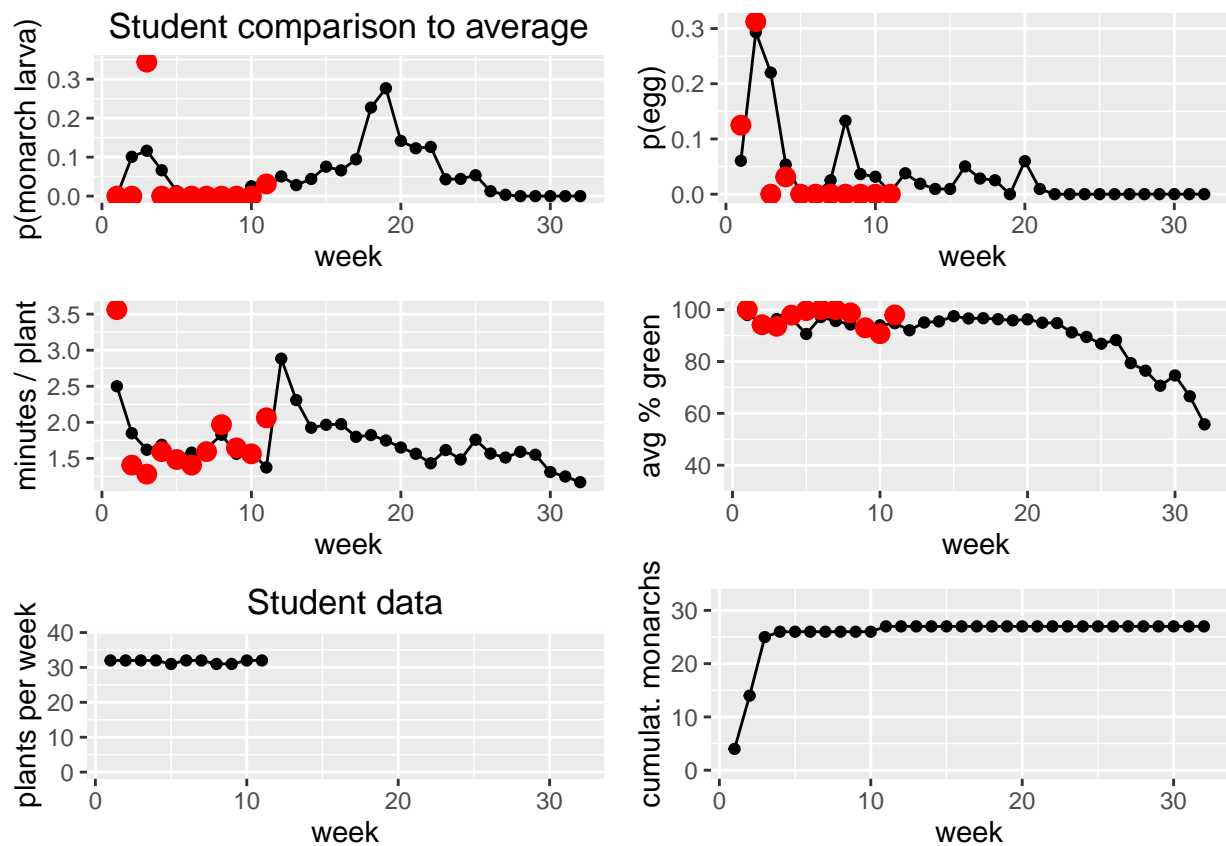 Student comparison to average
p(monarch larva)
0.3
0.2
0.1
0.0
0 10 20 30
week
p(egg)
0.3
0.2
0.1
0.0
0 10 20 30
week
minutes / plant
3.5
3.0
2.5
2.0
1.5
0 10 20 30
week
avg % green
100
80
60
40
0 10 20 30
week
Student data
plants per week
40
30
20
10
0
0 10 20 30
week
cumulat. monarchs
30
20
10
0
0 10 20 30
week